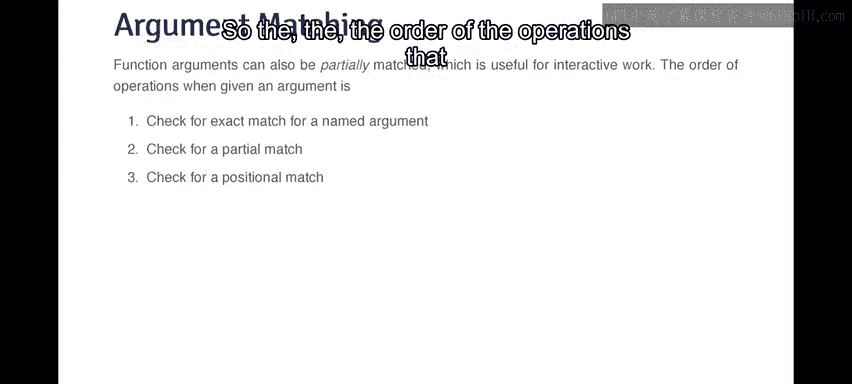 Argument Matching
So the, the, the order of the operations
that
Function arguments can also be partially matched, which is useful for interactive work. The order of
operations when given an argument is
1. Check for exact match for a named argument
2. Check for a partial match
3. Check for a positional match